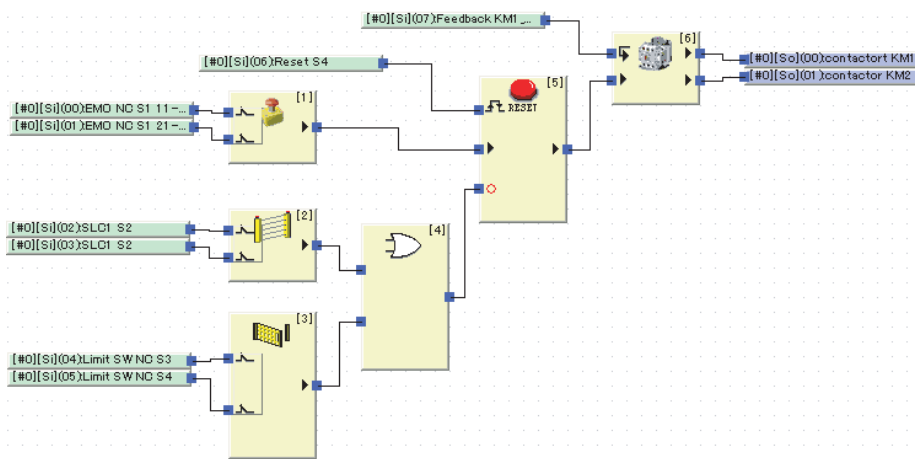 [#0][Si](07):Feedback KM1_...
[6]
[#0][So](00):contactort KM1
[#0][So](01):contactor KM2
[#0][Si](06):Reset S4
[5]
RESET
[#0][Si](00):EMO NC S1 11-...
[#0][Si](01):EMO NC S1 21-...
[1]
[#0][Si](02):SLC1 S2
[#0][Si](03):SLC1 S2
[2]
[4]
[3]
[#0][Si](04):Limit SW NC S3
[#0][Si](05):Limit SW NC S4